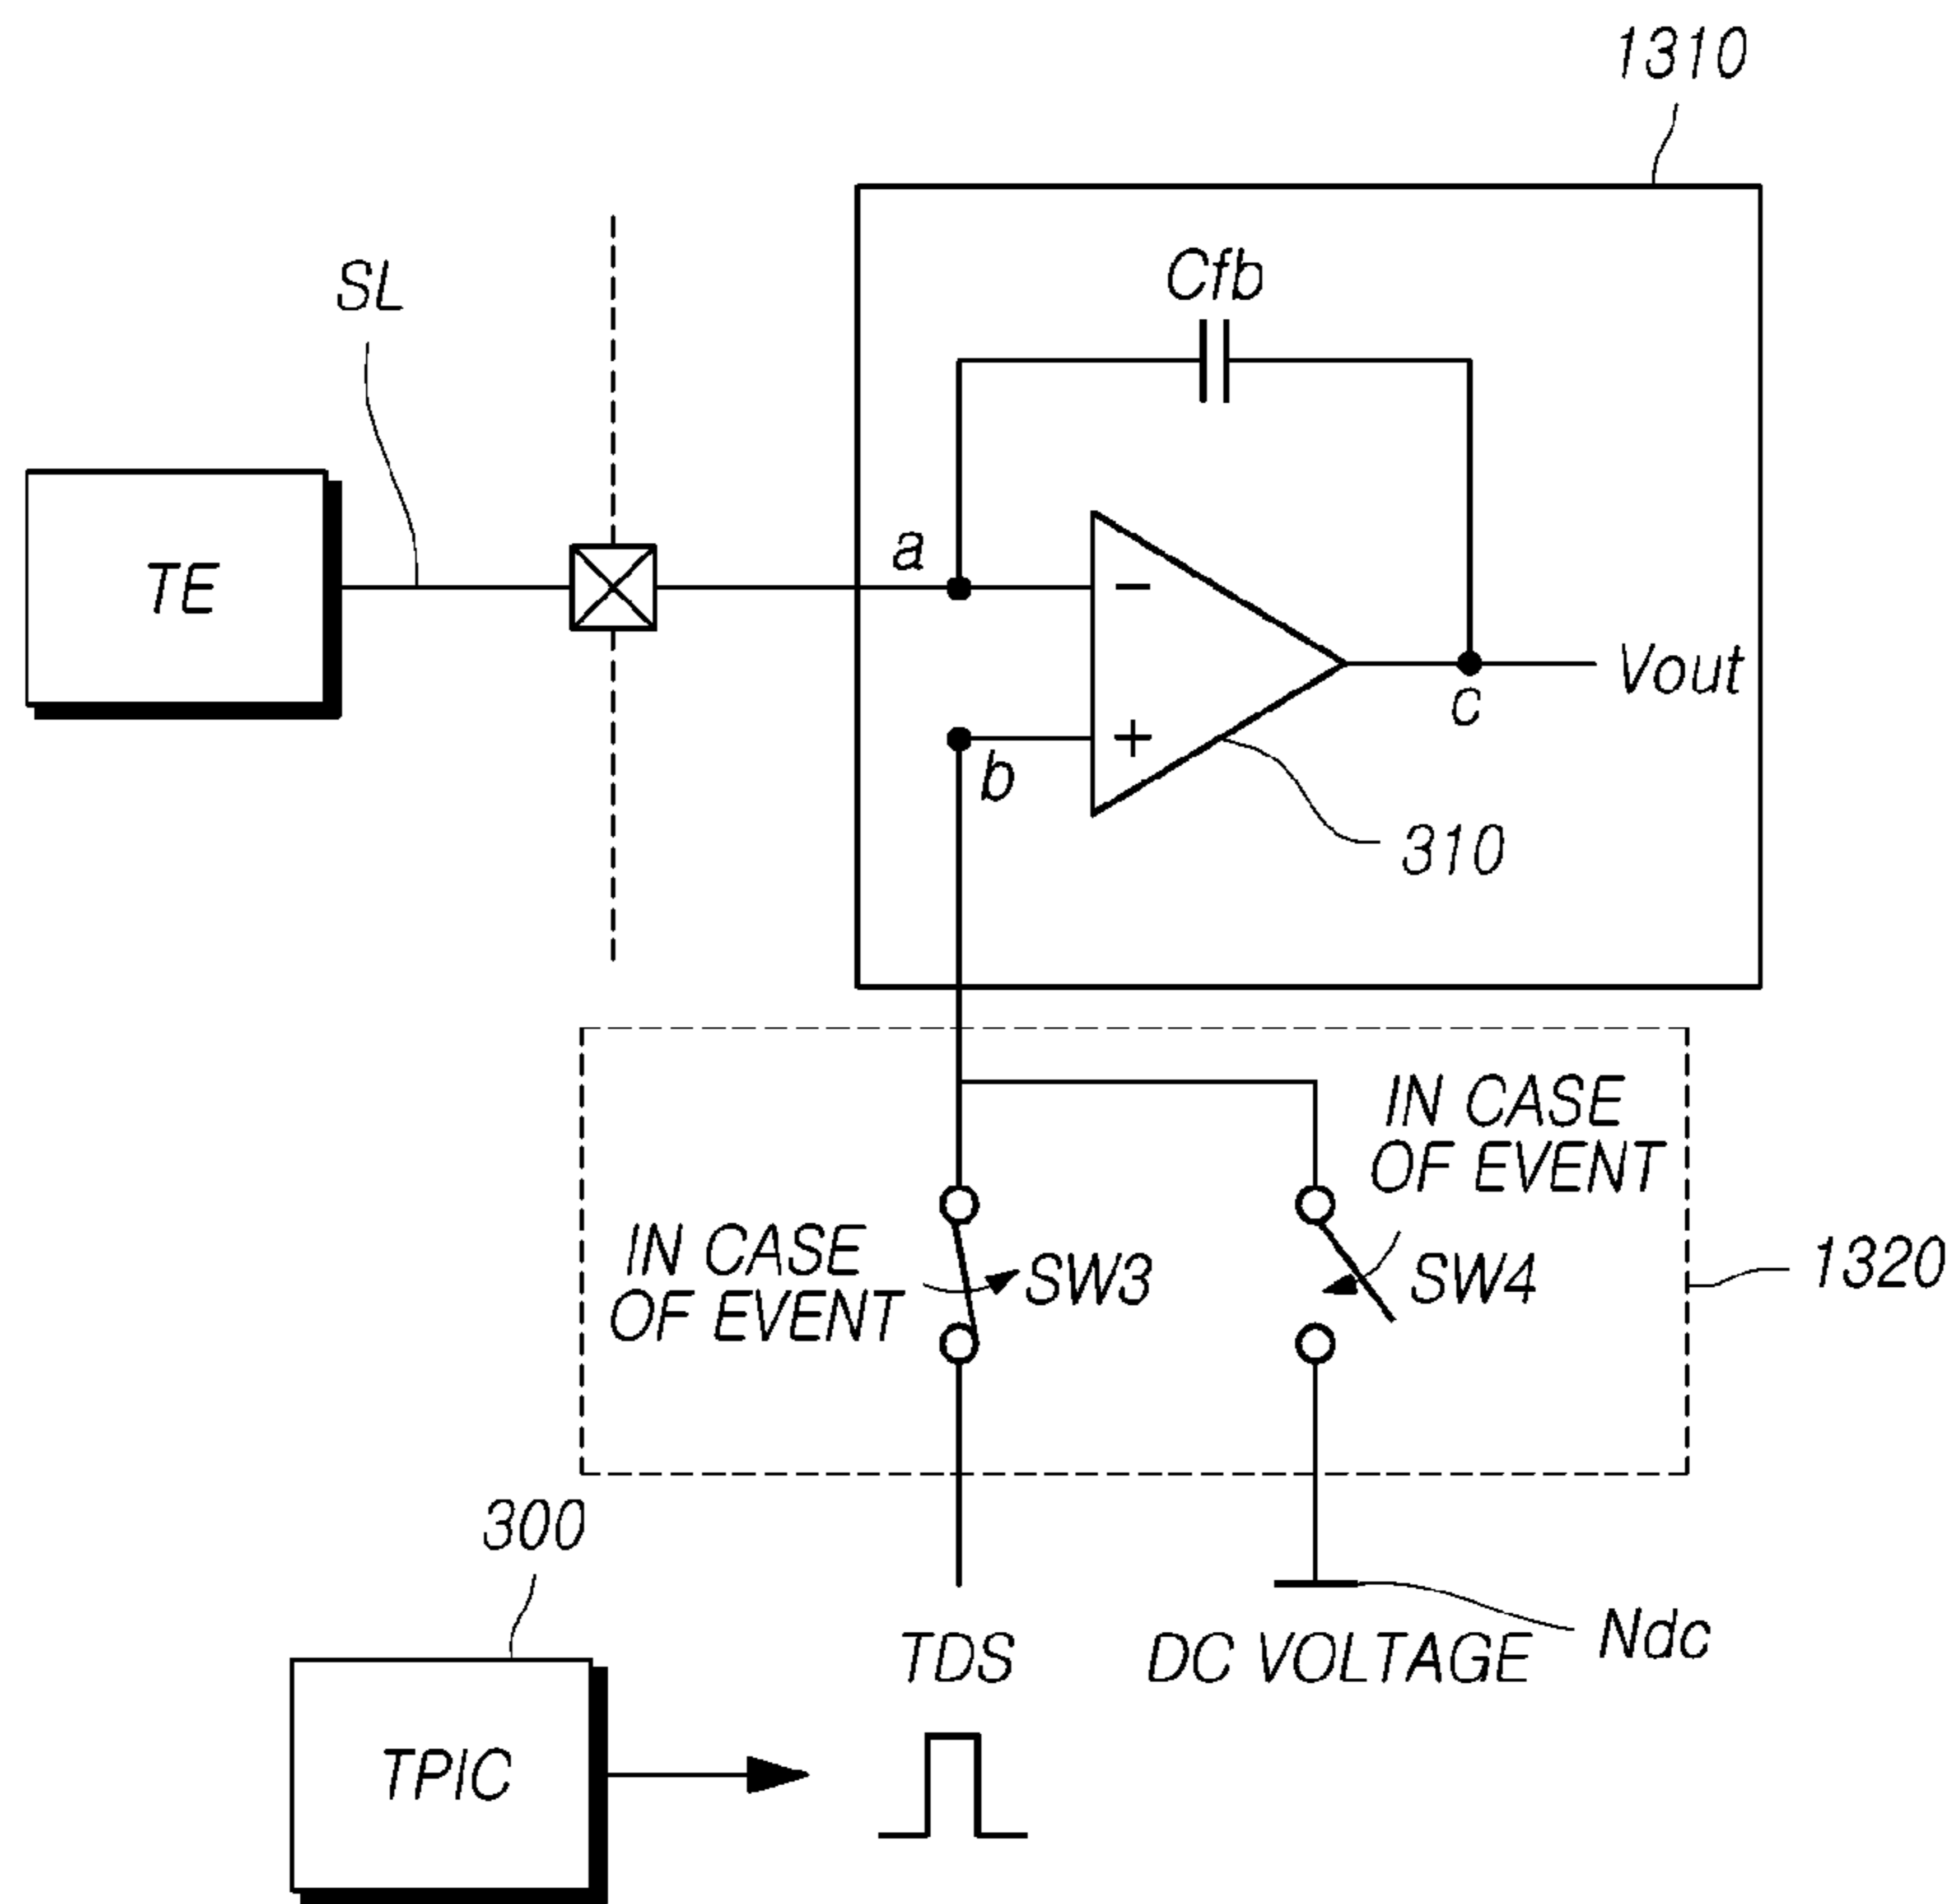 1310
SL
Cfb
TE
a
−
Vout
c
+
b
310
IN CASE
OF EVENT
IN CASE
OF EVENT
SW3
SW4
1320
300
TDS
DC VOLTAGE
Ndc
TPIC